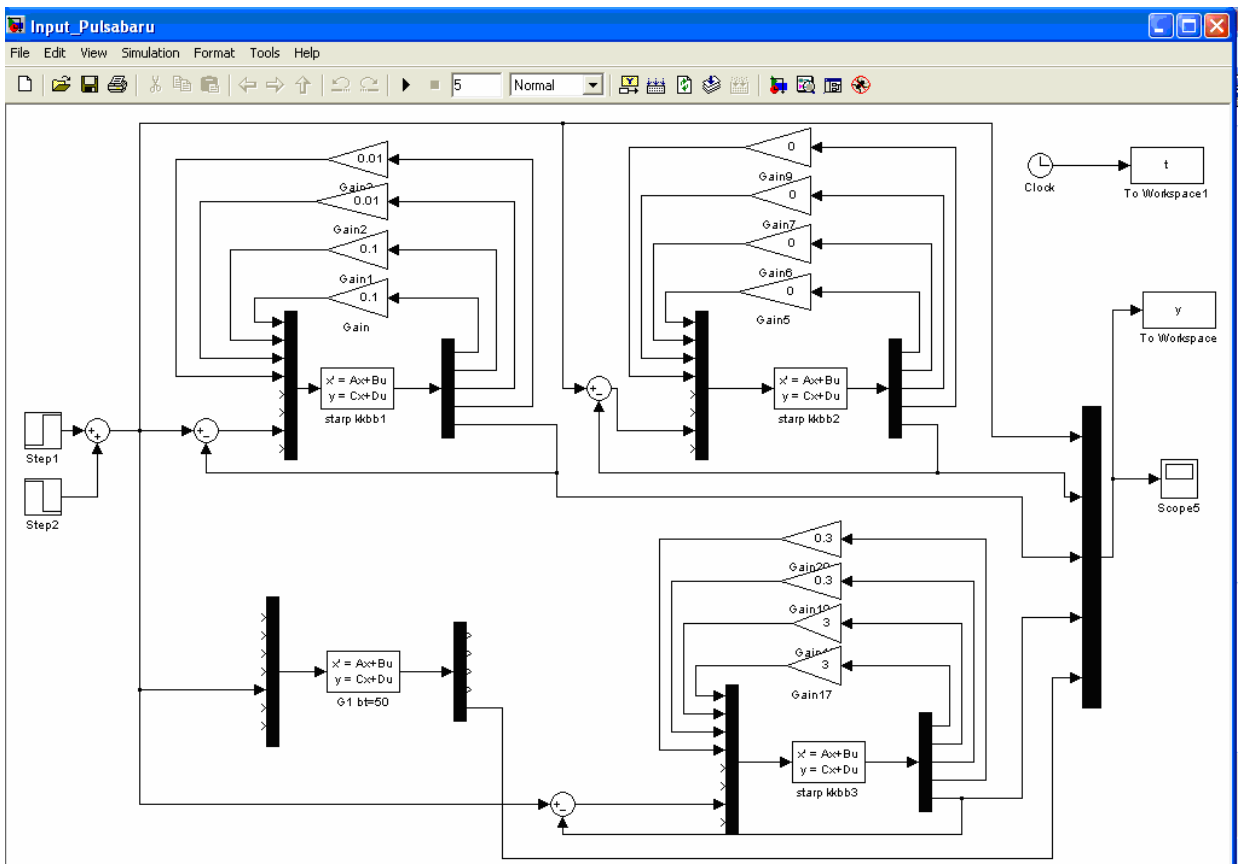 Input_Pulsabaru
File Edit View Simulation Format Tools Help
5 Normal
0.01
0.01
Gain2
0.1
Gain1
0.1
Gain
x' = Ax+Bu
y = Cx+Du
starp kkbb1
0
Gain9
0
Gain7
0
Gain6
0
Gain5
x' = Ax+Bu
y = Cx+Du
starp kkbb2
Clock
t
To Workspace1
y
To Workspace
Scope5
Step1
Step2
x' = Ax+Bu
y = Cx+Du
G1 bt=50
0.3
0.3
3
3
Gain17
x' = Ax+Bu
y = Cx+Du
starp kkbb3